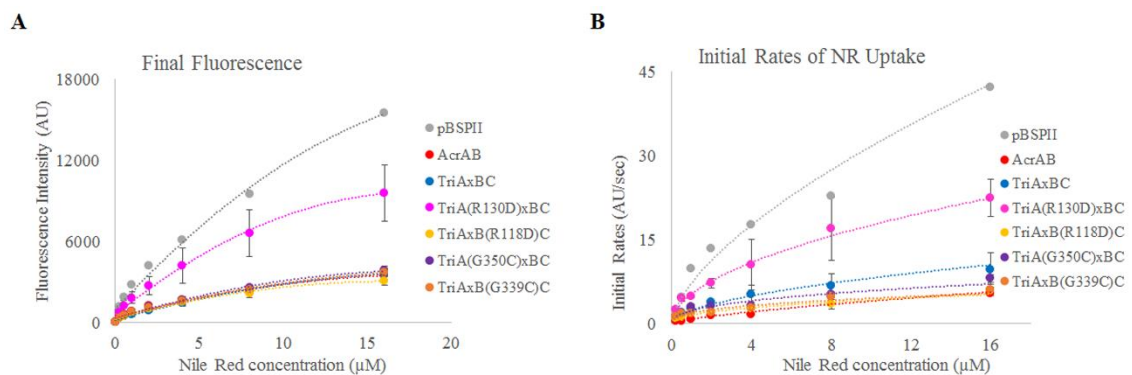 A
Final Fluorescence
18000
12000
6000
0
Fluorescence Intensity (AU)
0 5 10 15 20
Nile Red concentration (µM)
pBSPII
AcrAB
TriAxBC
TriA(R130D)xBC
TriAxB(R118D)C
TriA(G350C)xBC
TriAxB(G339C)C
B
Initial Rates of NR Uptake
45
30
15
0
Initial Rates (AU/sec)
0 4 8 12 16
Nile Red concentration (µM)
pBSPII
AcrAB
TriAxBC
TriA(R130D)xBC
TriAxB(R118D)C
TriA(G350C)xBC
TriAxB(G339C)C